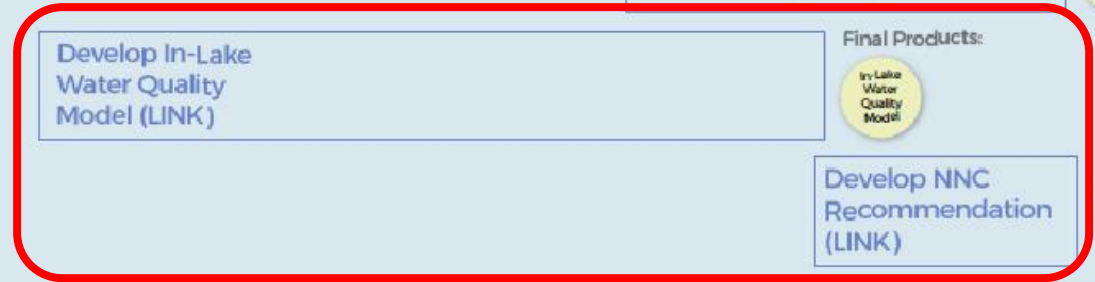 Develop In-Lake
Water Quality
Model (LINK)
Final Products:
In-Lake
Water
Quality
Model
Develop NNC
Recommendation
(LINK)